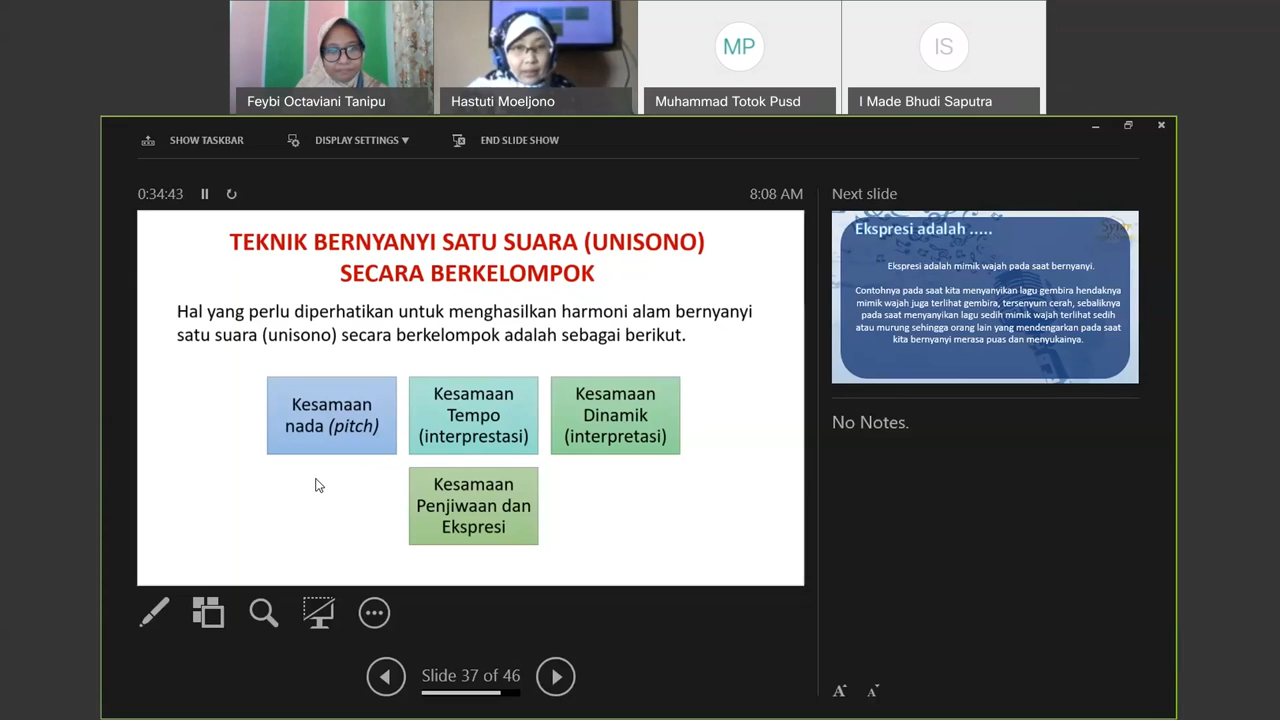 MP
IS
Feybi Octaviani Tanipu
Hastuti Moeljono
Muhammad Totok Pusd
I Made Bhudi Saputra
SHOW TASKBAR
DISPLAY SETTINGS ▼
END SLIDE SHOW
0:34:43
8:08 AM
TEKNIK BERNYANYI SATU SUARA (UNISONO)
SECARA BERKELOMPOK
Hal yang perlu diperhatikan untuk menghasilkan harmoni alam bernyanyi
satu suara (unisono) secara berkelompok adalah sebagai berikut.
Kesamaan
nada (pitch)
Kesamaan
Tempo
(interprestasi)
Kesamaan
Dinamik
(interpretasi)
Kesamaan
Penjiwaan dan
Ekspresi
Slide 37 of 46
Next slide
Ekspresi adalah .....
Ekspresi adalah mimik wajah pada saat bernyanyi.
Contohnya pada saat kita menyanyikan lagu gembira hendaknya
mimik wajah juga terlihat gembira, tersenyum cerah, sebaliknya
pada saat menyanyikan lagu sedih mimik wajah terlihat sedih
atau murung sehingga orang lain yang mendengarkan pada saat
kita bernyanyi merasa puas dan menyukainya.
No Notes.
A
A